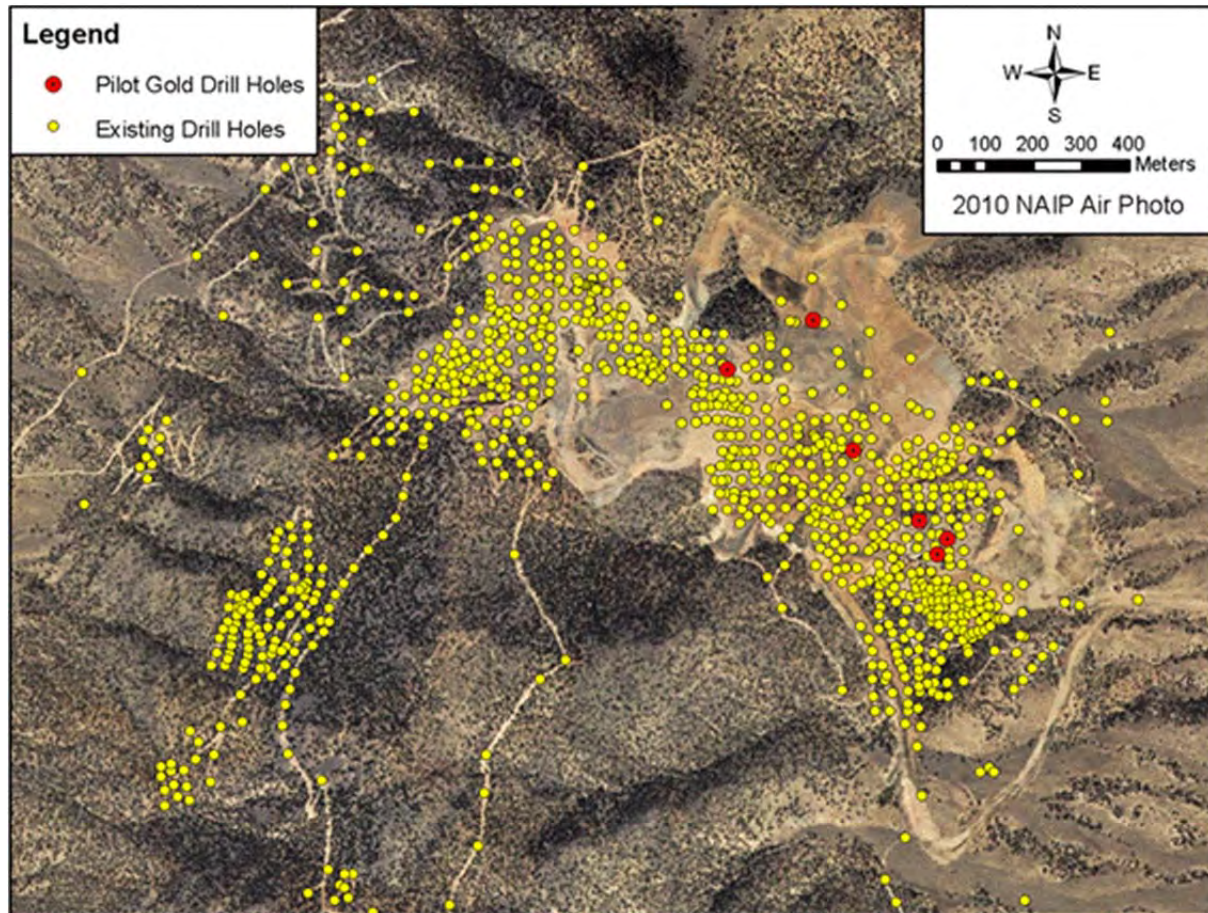 Legend
Pilot Gold Drill Holes
Existing Drill Holes
N
W E
S
0 100 200 300 400
Meters
2010 NAIP Air Photo